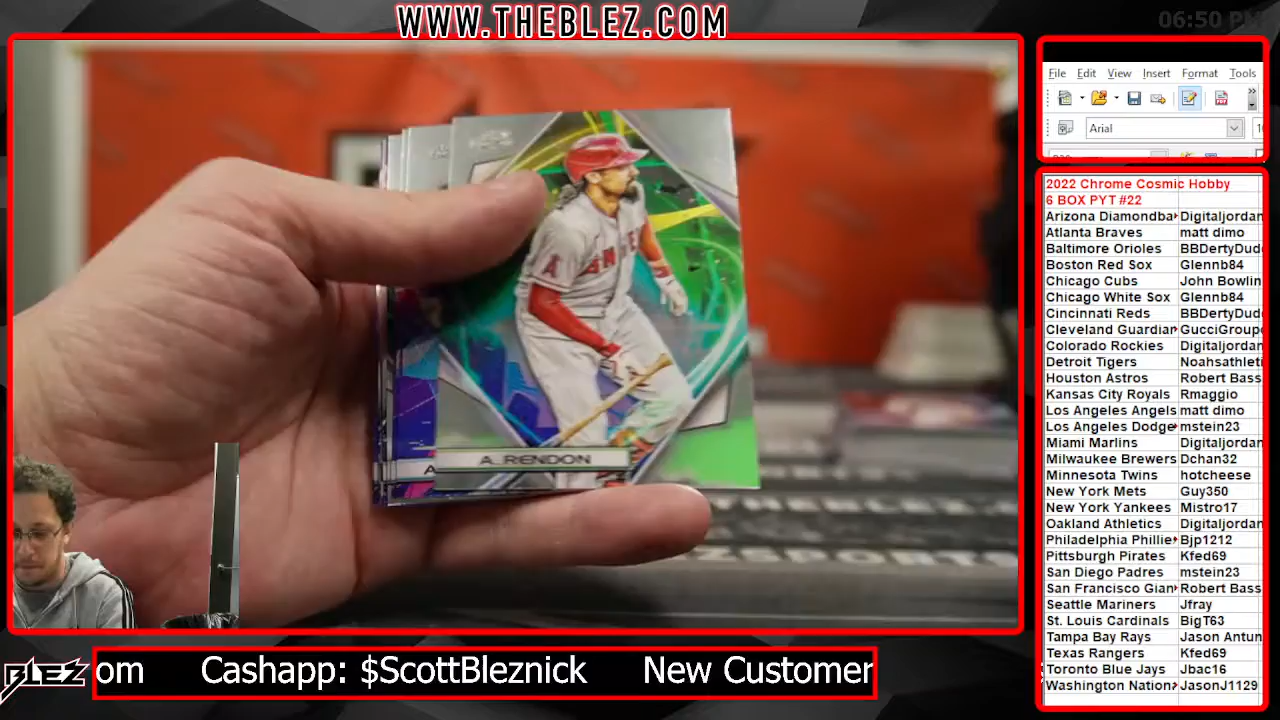 WWW.THEBLEZ.COM
06:50 P
File Edit View Insert Format Tools
Arial
2022 Chrome Cosmic Hobby
6 BOX PYT #22
Arizona Diamondba Digitaljordan
Atlanta Braves matt dimo
Baltimore Orioles BBDertyDude
Boston Red Sox Glennb84
Chicago Cubs John Bowlin
Chicago White Sox Glennb84
Cincinnati Reds BBDertyDude
Cleveland Guardian GucciGroupe
Colorado Rockies Digitaljordan
Detroit Tigers Noahsathleti
Houston Astros Robert Bass
Kansas City Royals Rmaggio
Los Angeles Angels matt dimo
Los Angeles Dodge mstein23
Miami Marlins Digitaljordan
Milwaukee Brewers Dchan32
Minnesota Twins hotcheese
New York Mets Guy350
New York Yankees Mistro17
Oakland Athletics Digitaljordan
Philadelphia Phillie Bjp1212
Pittsburgh Pirates Kfed69
San Diego Padres mstein23
San Francisco Gian Robert Bass
Seattle Mariners Jfray
St. Louis Cardinals BigT63
Tampa Bay Rays Jason Antun
Texas Rangers Kfed69
Toronto Blue Jays Jbac16
Washington Nation JasonJ1129
A. RENDON
BLEZ
om Cashapp: $ScottBleznick New Customer